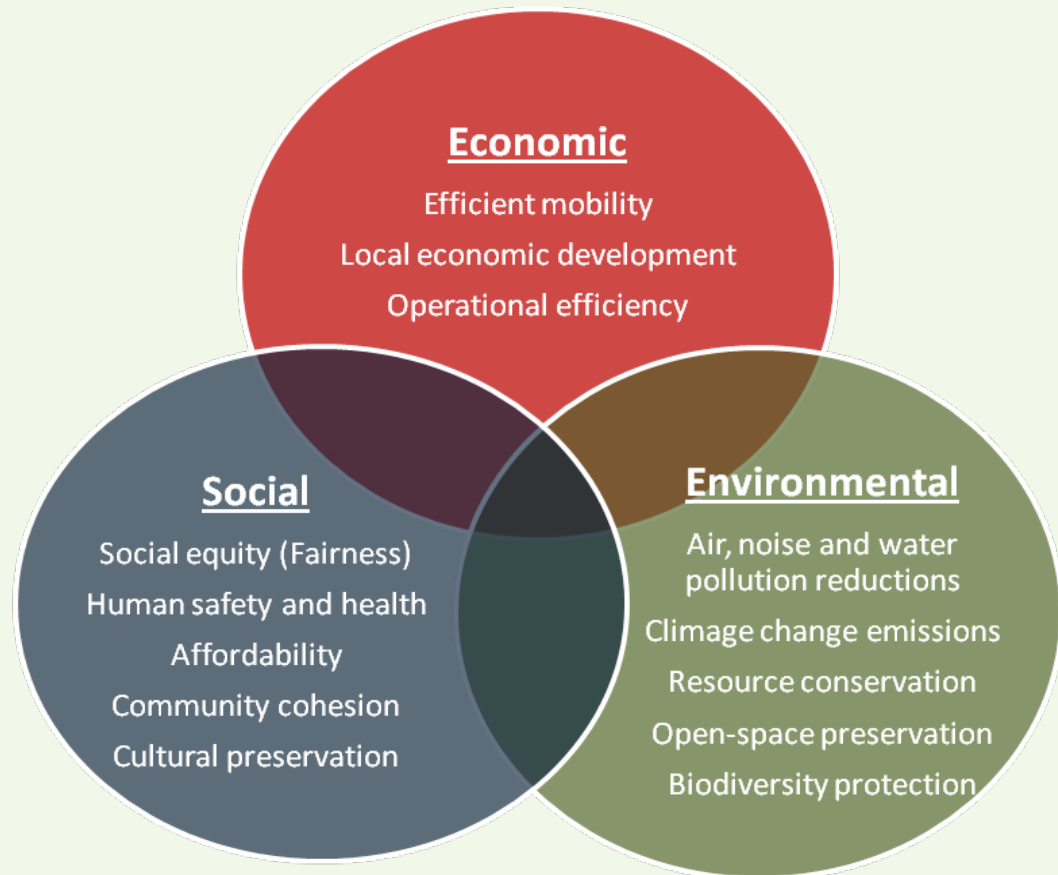 Economic
Efficient mobility
Local economic development
Operational efficiency
Social
Social equity (Fairness)
Human safety and health
Affordability
Community cohesion
Cultural preservation
Environmental
Air, noise and water
pollution reductions
Climage change emissions
Resource conservation
Open-space preservation
Biodiversity protection